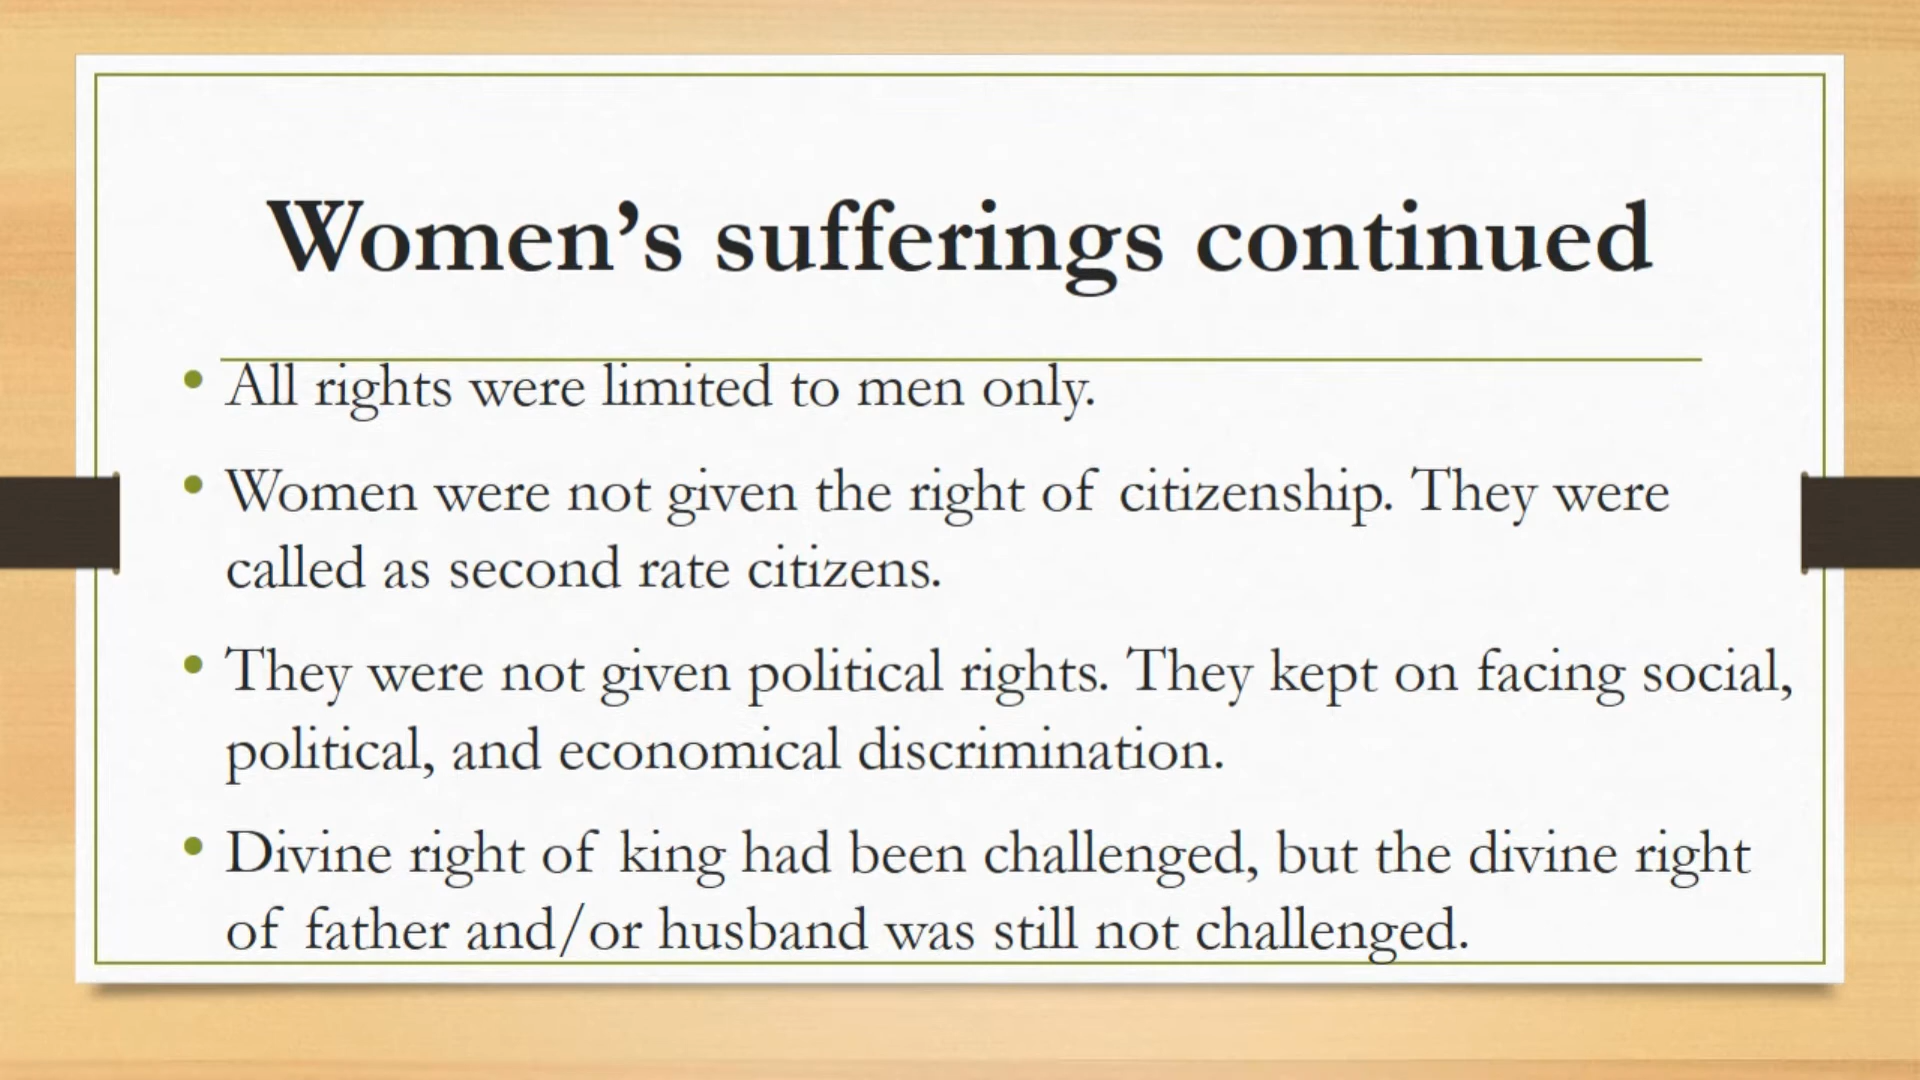 Women’s sufferings continued
• All rights were limited to men only.
• Women were not given the right of citizenship. They were
called as second rate citizens.
• They were not given political rights. They kept on facing social,
political, and economical discrimination.
• Divine right of king had been challenged, but the divine right
of father and/or husband was still not challenged.